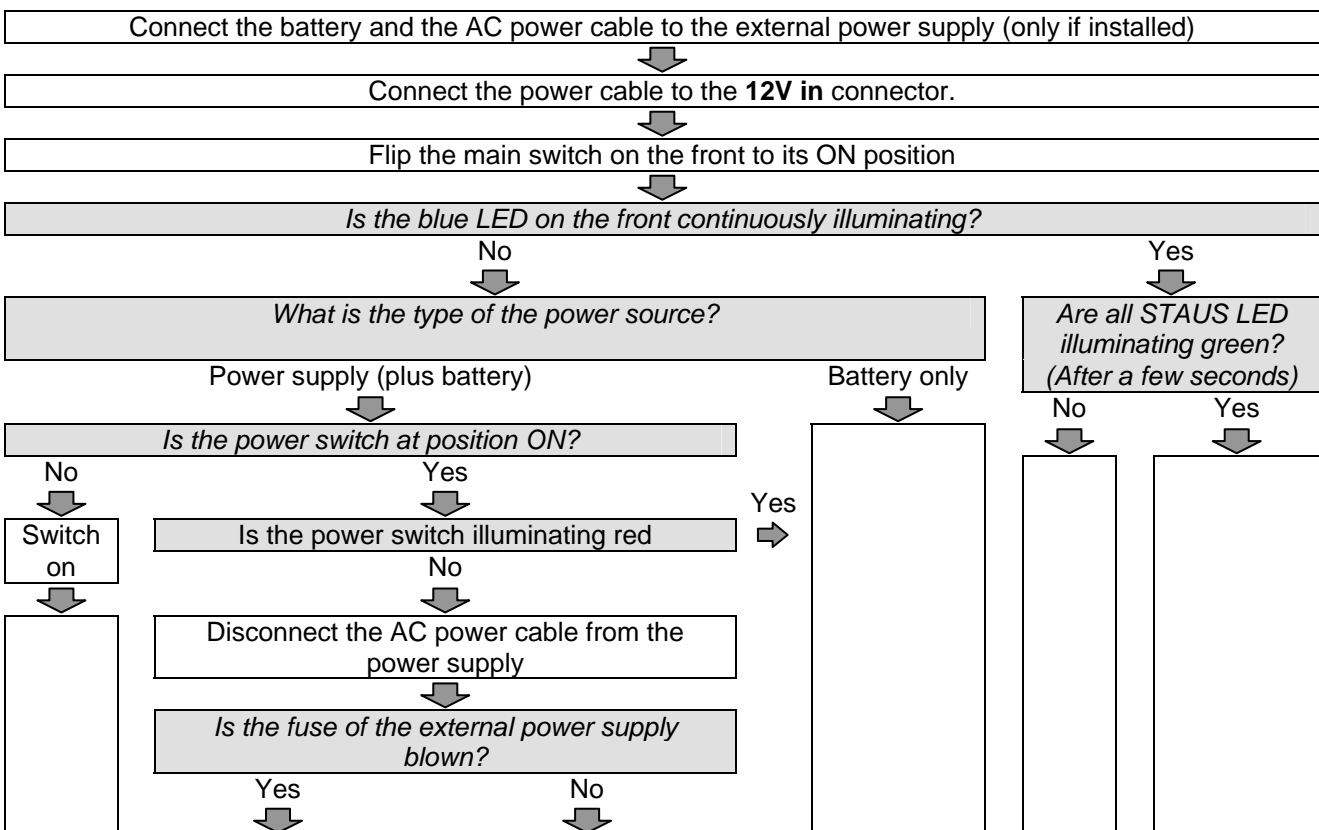 Connect the battery and the AC power cable to the external power supply (only if installed)
Connect the power cable to the 12V in connector.
Flip the main switch on the front to its ON position
Is the blue LED on the front continuously illuminating?
No
Yes
What is the type of the power source?
Are all STAUS LED
illuminating green?
(After a few seconds)
Power supply (plus battery)
Battery only
No
Yes
Is the power switch at position ON?
No
Yes
Yes
Switch
on
Is the power switch illuminating red
No
Disconnect the AC power cable from the
power supply
Is the fuse of the external power supply
blown?
Yes
No